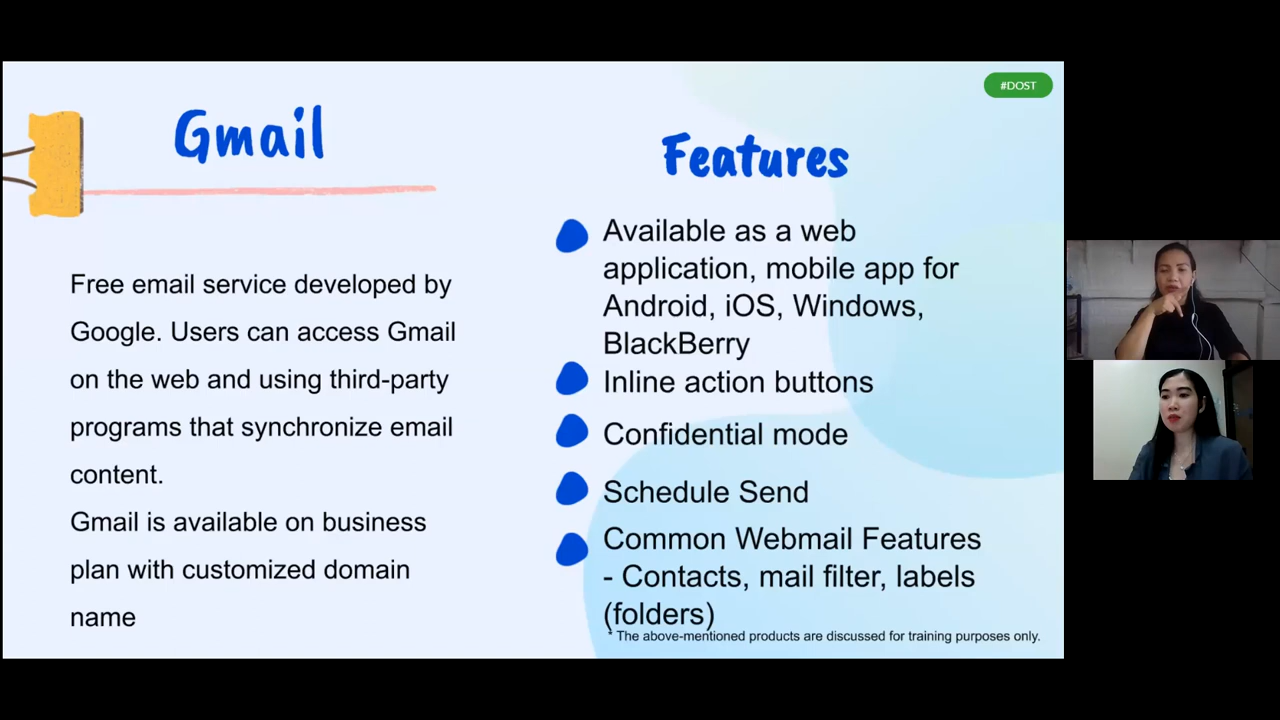 #DOST
Gmail
Free email service developed by
Google. Users can access Gmail
on the web and using third-party
programs that synchronize email
content.
Gmail is available on business
plan with customized domain
name
Features
Available as a web
application, mobile app for
Android, iOS, Windows,
BlackBerry
Inline action buttons
Confidential mode
Schedule Send
Common Webmail Features
- Contacts, mail filter, labels
(folders)
* The above-mentioned products are discussed for training purposes only.